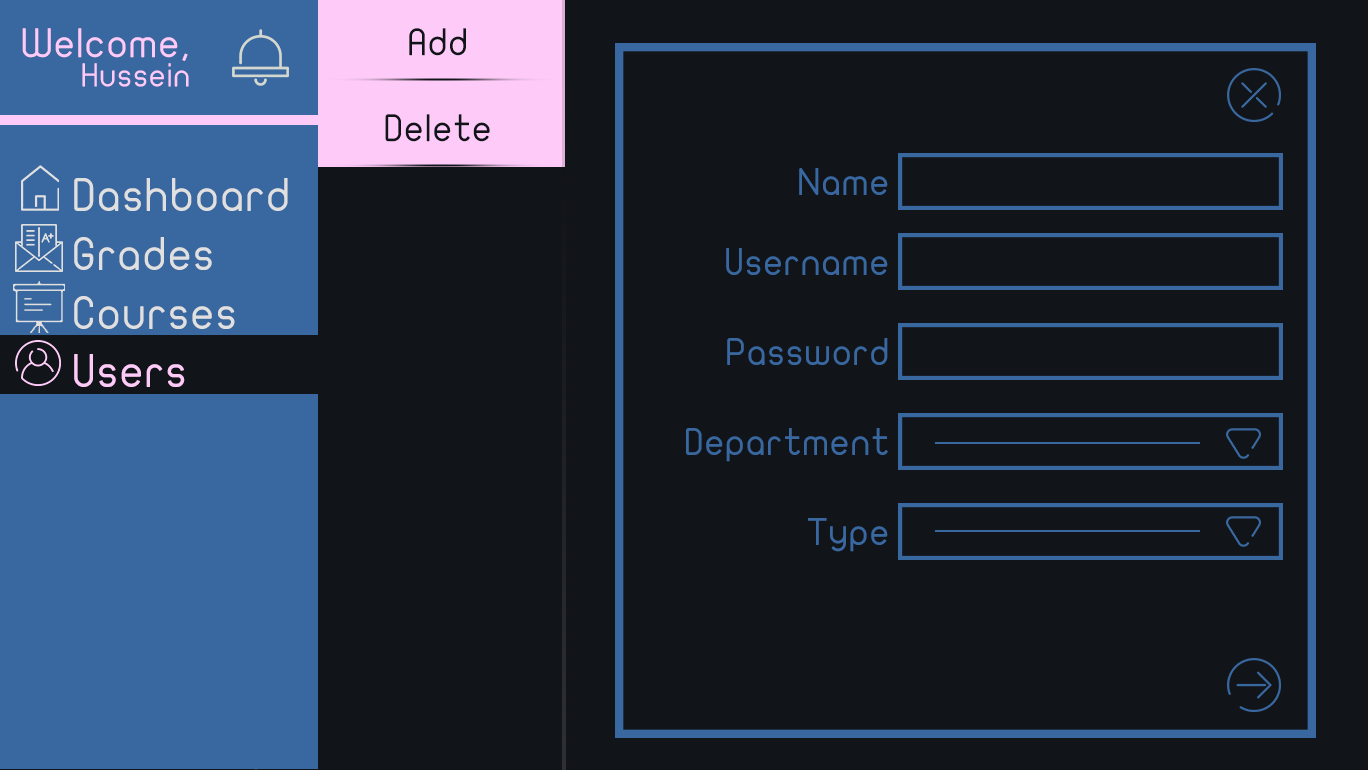 Welcome,
Hussein
Dashboard
Grades
A+
Courses
Users
Add
Delete
Name
Username
Password
Department
Type